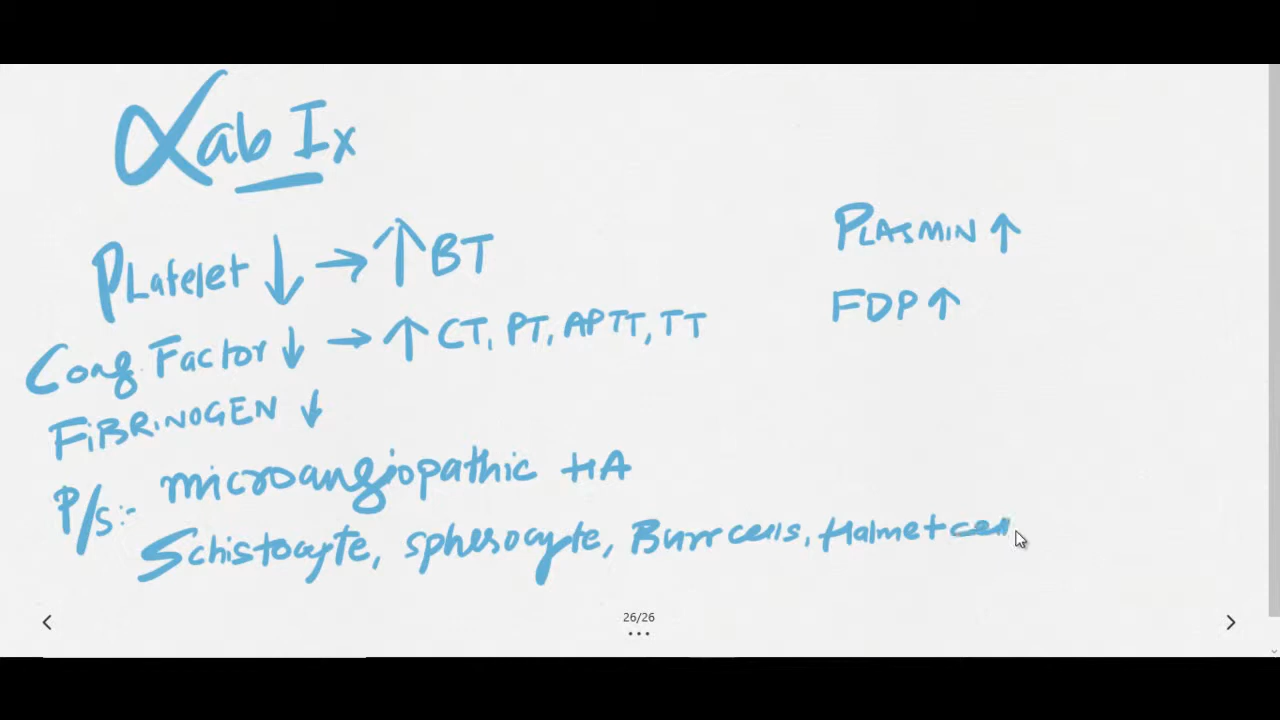 Lab Ix
Platelet ↓ → ↑ BT
Coag Factor ↓ → ↑ CT, PT, APTT, TT
FiBRiNOGEN ↓
P/s:- microangiopathic HA
Schistocyte, spherocyte, Burr cells, Halmet cell
PLASMIN ↑
FDP ↑
26/26